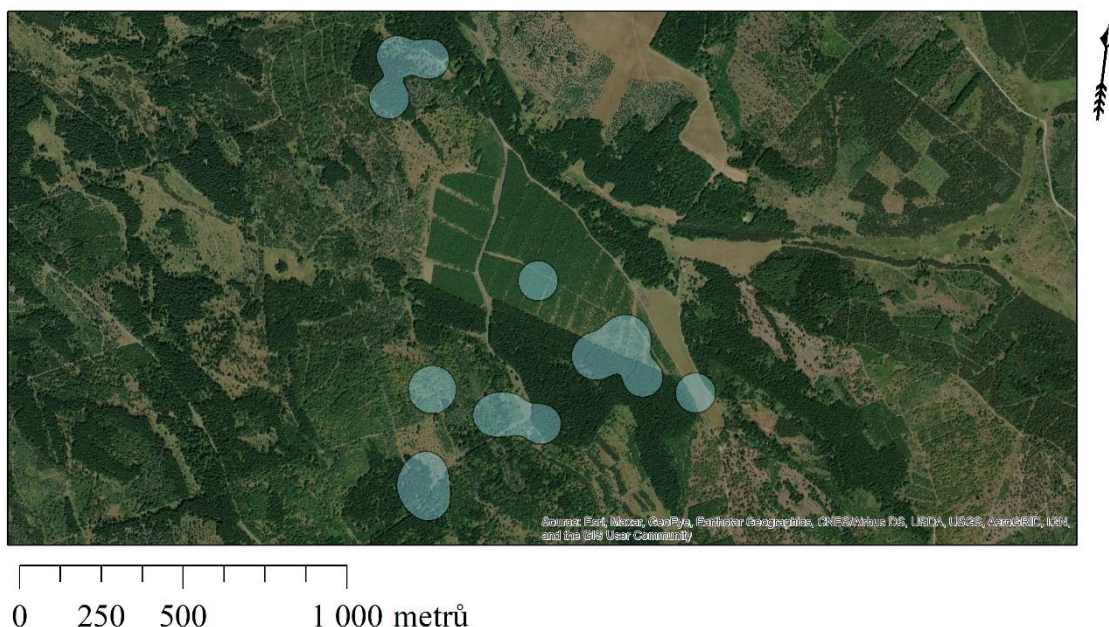 Source: Esri, Maxar, GeoEye, Earthstar Geographics, CNES/Airbus DS, USDA, USGS, AeroGRID, IGN,
and the GIS User Community
0 250 500 1 000 metrů